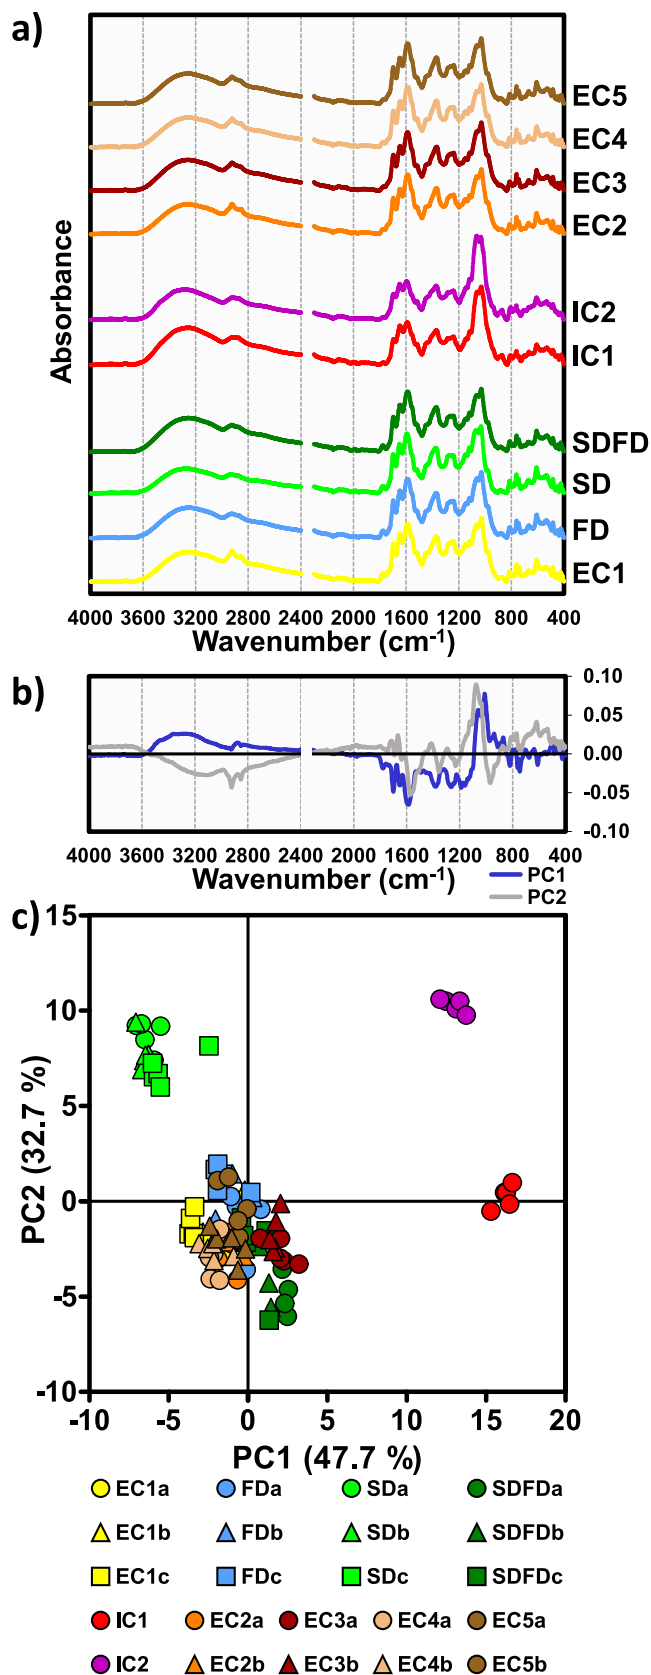 a)
EC5
EC4
EC3
EC2
IC2
IC1
SDFD
SD
FD
EC1
Absorbance
4000 3600 3200 2800 2400 2000 1600 1200 800 400
Wavenumber (cm-1)
b)
0.10
0.05
0.00
-0.05
-0.10
4000 3600 3200 2800 2400 2000 1600 1200 800 400
Wavenumber (cm-1)
PC1
PC2
c)
15
10
5
0
-5
-10
PC2 (32.7 %)
-10 -5 0 5 10 15 20
PC1 (47.7 %)
EC1a FDa SDa SDFDa
EC1b FDb SDb SDFDb
EC1c FDc SDc SDFDc
IC1 EC2a EC3a EC4a EC5a
IC2 EC2b EC3b EC4b EC5b